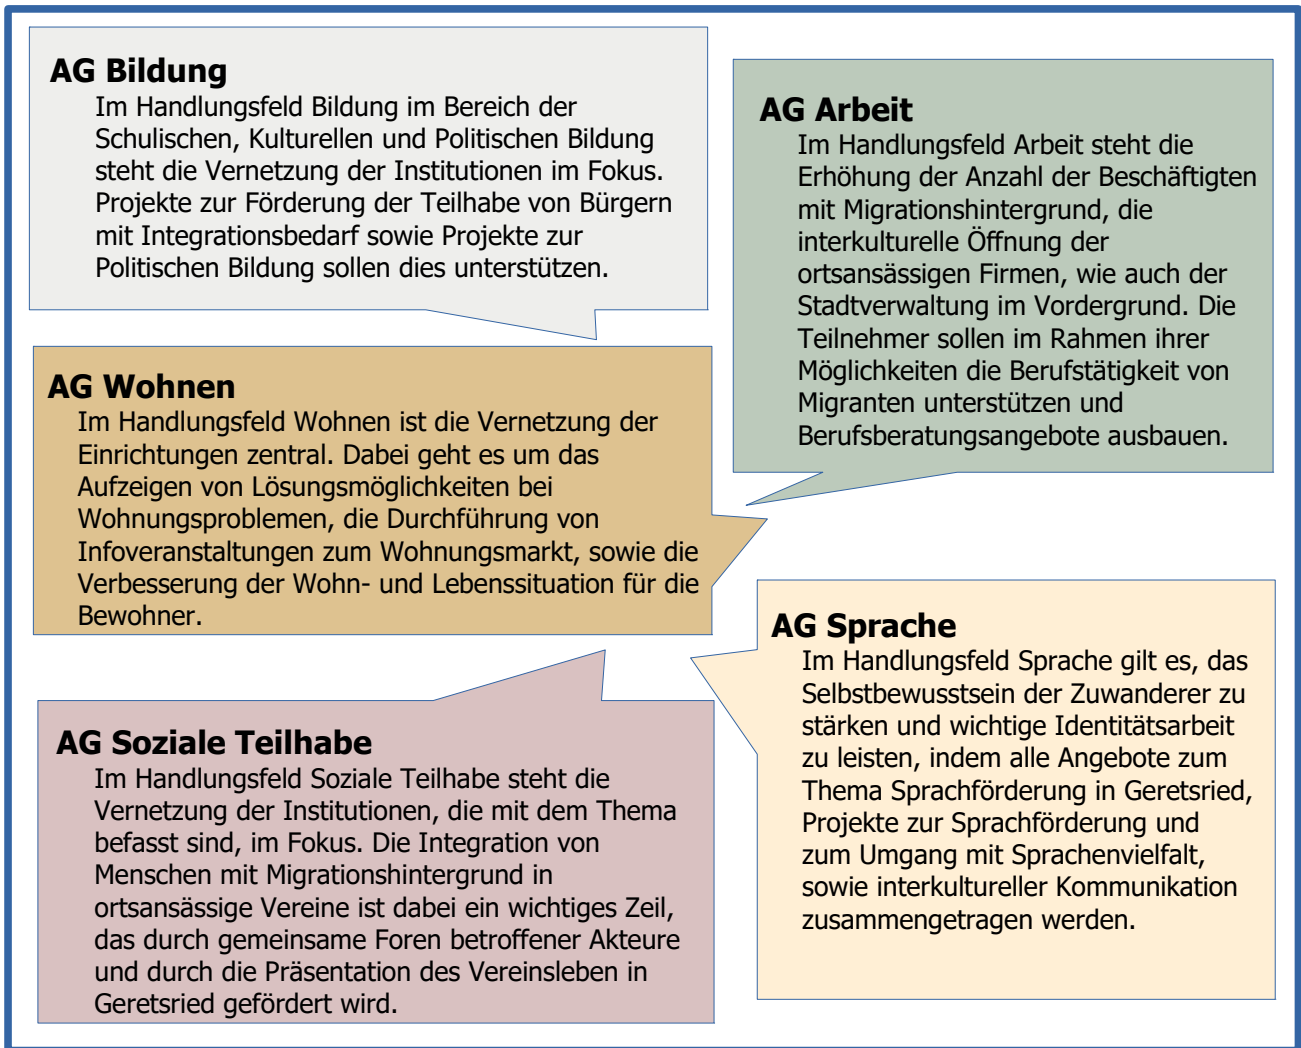 AG Bildung
Im Handlungsfeld Bildung im Bereich der
Schulischen, Kulturellen und Politischen Bildung
steht die Vernetzung der Institutionen im Fokus.
Projekte zur Förderung der Teilhabe von Bürgern
mit Integrationsbedarf sowie Projekte zur
Politischen Bildung sollen dies unterstützen.
AG Arbeit
Im Handlungsfeld Arbeit steht die
Erhöhung der Anzahl der Beschäftigten
mit Migrationshintergrund, die
interkulturelle Öffnung der
ortsansässigen Firmen, wie auch der
Stadtverwaltung im Vordergrund. Die
Teilnehmer sollen im Rahmen ihrer
Möglichkeiten die Berufstätigkeit von
Migranten unterstützen und
Berufsberatungsangebote ausbauen.
AG Wohnen
Im Handlungsfeld Wohnen ist die Vernetzung der
Einrichtungen zentral. Dabei geht es um das
Aufzeigen von Lösungsmöglichkeiten bei
Wohnungsproblemen, die Durchführung von
Infoveranstaltungen zum Wohnungsmarkt, sowie die
Verbesserung der Wohn- und Lebenssituation für die
Bewohner.
AG Sprache
Im Handlungsfeld Sprache gilt es, das
Selbstbewusstsein der Zuwanderer zu
stärken und wichtige Identitätsarbeit
zu leisten, indem alle Angebote zum
Thema Sprachförderung in Geretsried,
Projekte zur Sprachförderung und
zum Umgang mit Sprachenvielfalt,
sowie interkultureller Kommunikation
zusammengetragen werden.
AG Soziale Teilhabe
Im Handlungsfeld Soziale Teilhabe steht die
Vernetzung der Institutionen, die mit dem Thema
befasst sind, im Fokus. Die Integration von
Menschen mit Migrationshintergrund in
ortsansässige Vereine ist dabei ein wichtiges Zeil,
das durch gemeinsame Foren betroffener Akteure
und durch die Präsentation des Vereinsleben in
Geretsried gefördert wird.